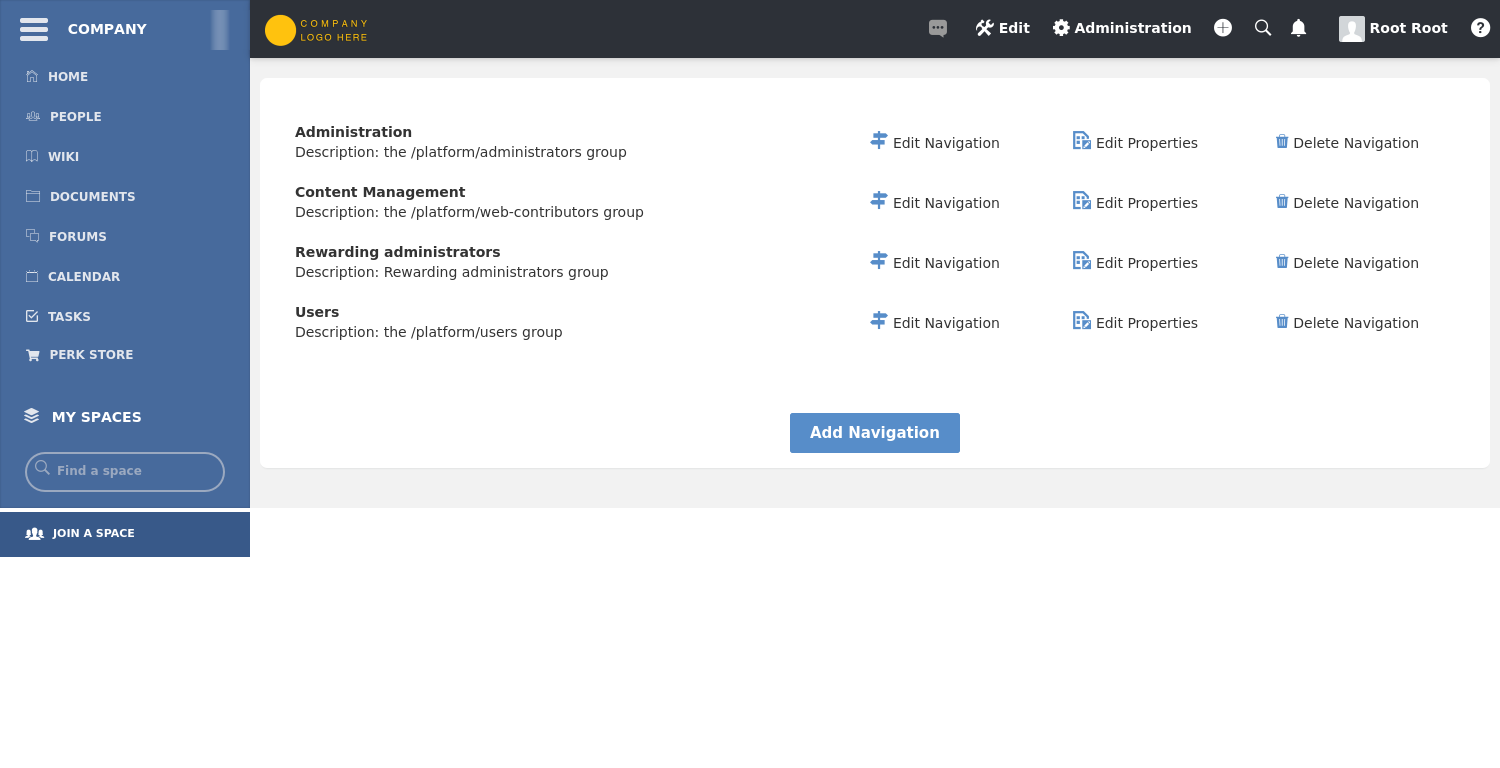 COMPANY
COMPANY
LOGO HERE
Edit
Administration
Root Root
HOME
PEOPLE
WIKI
DOCUMENTS
FORUMS
CALENDAR
TASKS
PERK STORE
MY SPACES
Find a space
JOIN A SPACE
Administration
Description: the /platform/administrators group
Edit Navigation
Edit Properties
Delete Navigation
Content Management
Description: the /platform/web-contributors group
Edit Navigation
Edit Properties
Delete Navigation
Rewarding administrators
Description: Rewarding administrators group
Edit Navigation
Edit Properties
Delete Navigation
Users
Description: the /platform/users group
Edit Navigation
Edit Properties
Delete Navigation
Add Navigation